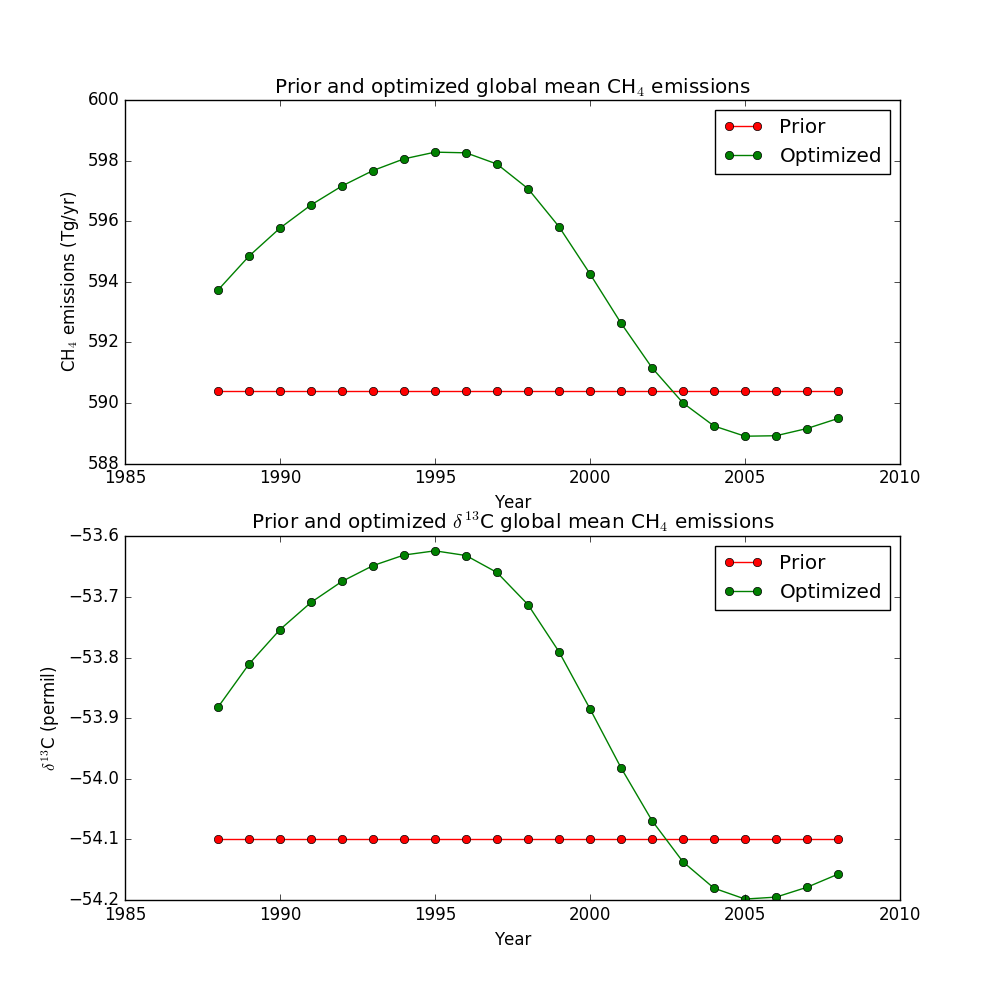 Prior and optimized global mean CH₄ emissions
600
598
596
594
592
590
588
CH₄ emissions (Tg/yr)
Prior
Optimized
1985 1990 1995 2000 2005 2010
Year
Prior and optimized δ¹³C global mean CH₄ emissions
−53.6
−53.7
−53.8
−53.9
−54.0
−54.1
−54.2
δ¹³C (permil)
Prior
Optimized
1985 1990 1995 2000 2005 2010
Year